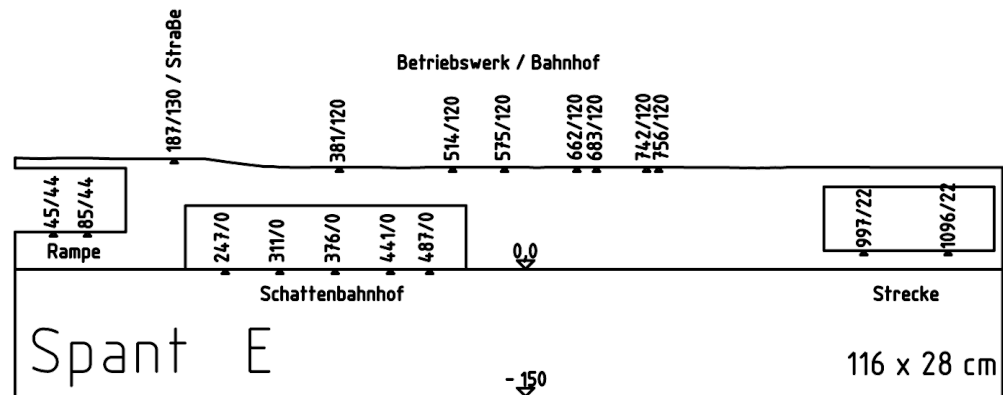 187/130 / Straße
Betriebswerk / Bahnhof
381/120
514/120
575/120
662/120
683/120
742/120
756/120
45/44
85/44
Rampe
247/0
311/0
376/0
441/0
487/0
0,0
997/22
1096/22
Schattenbahnhof
Strecke
Spant E
116 x 28 cm
- 150